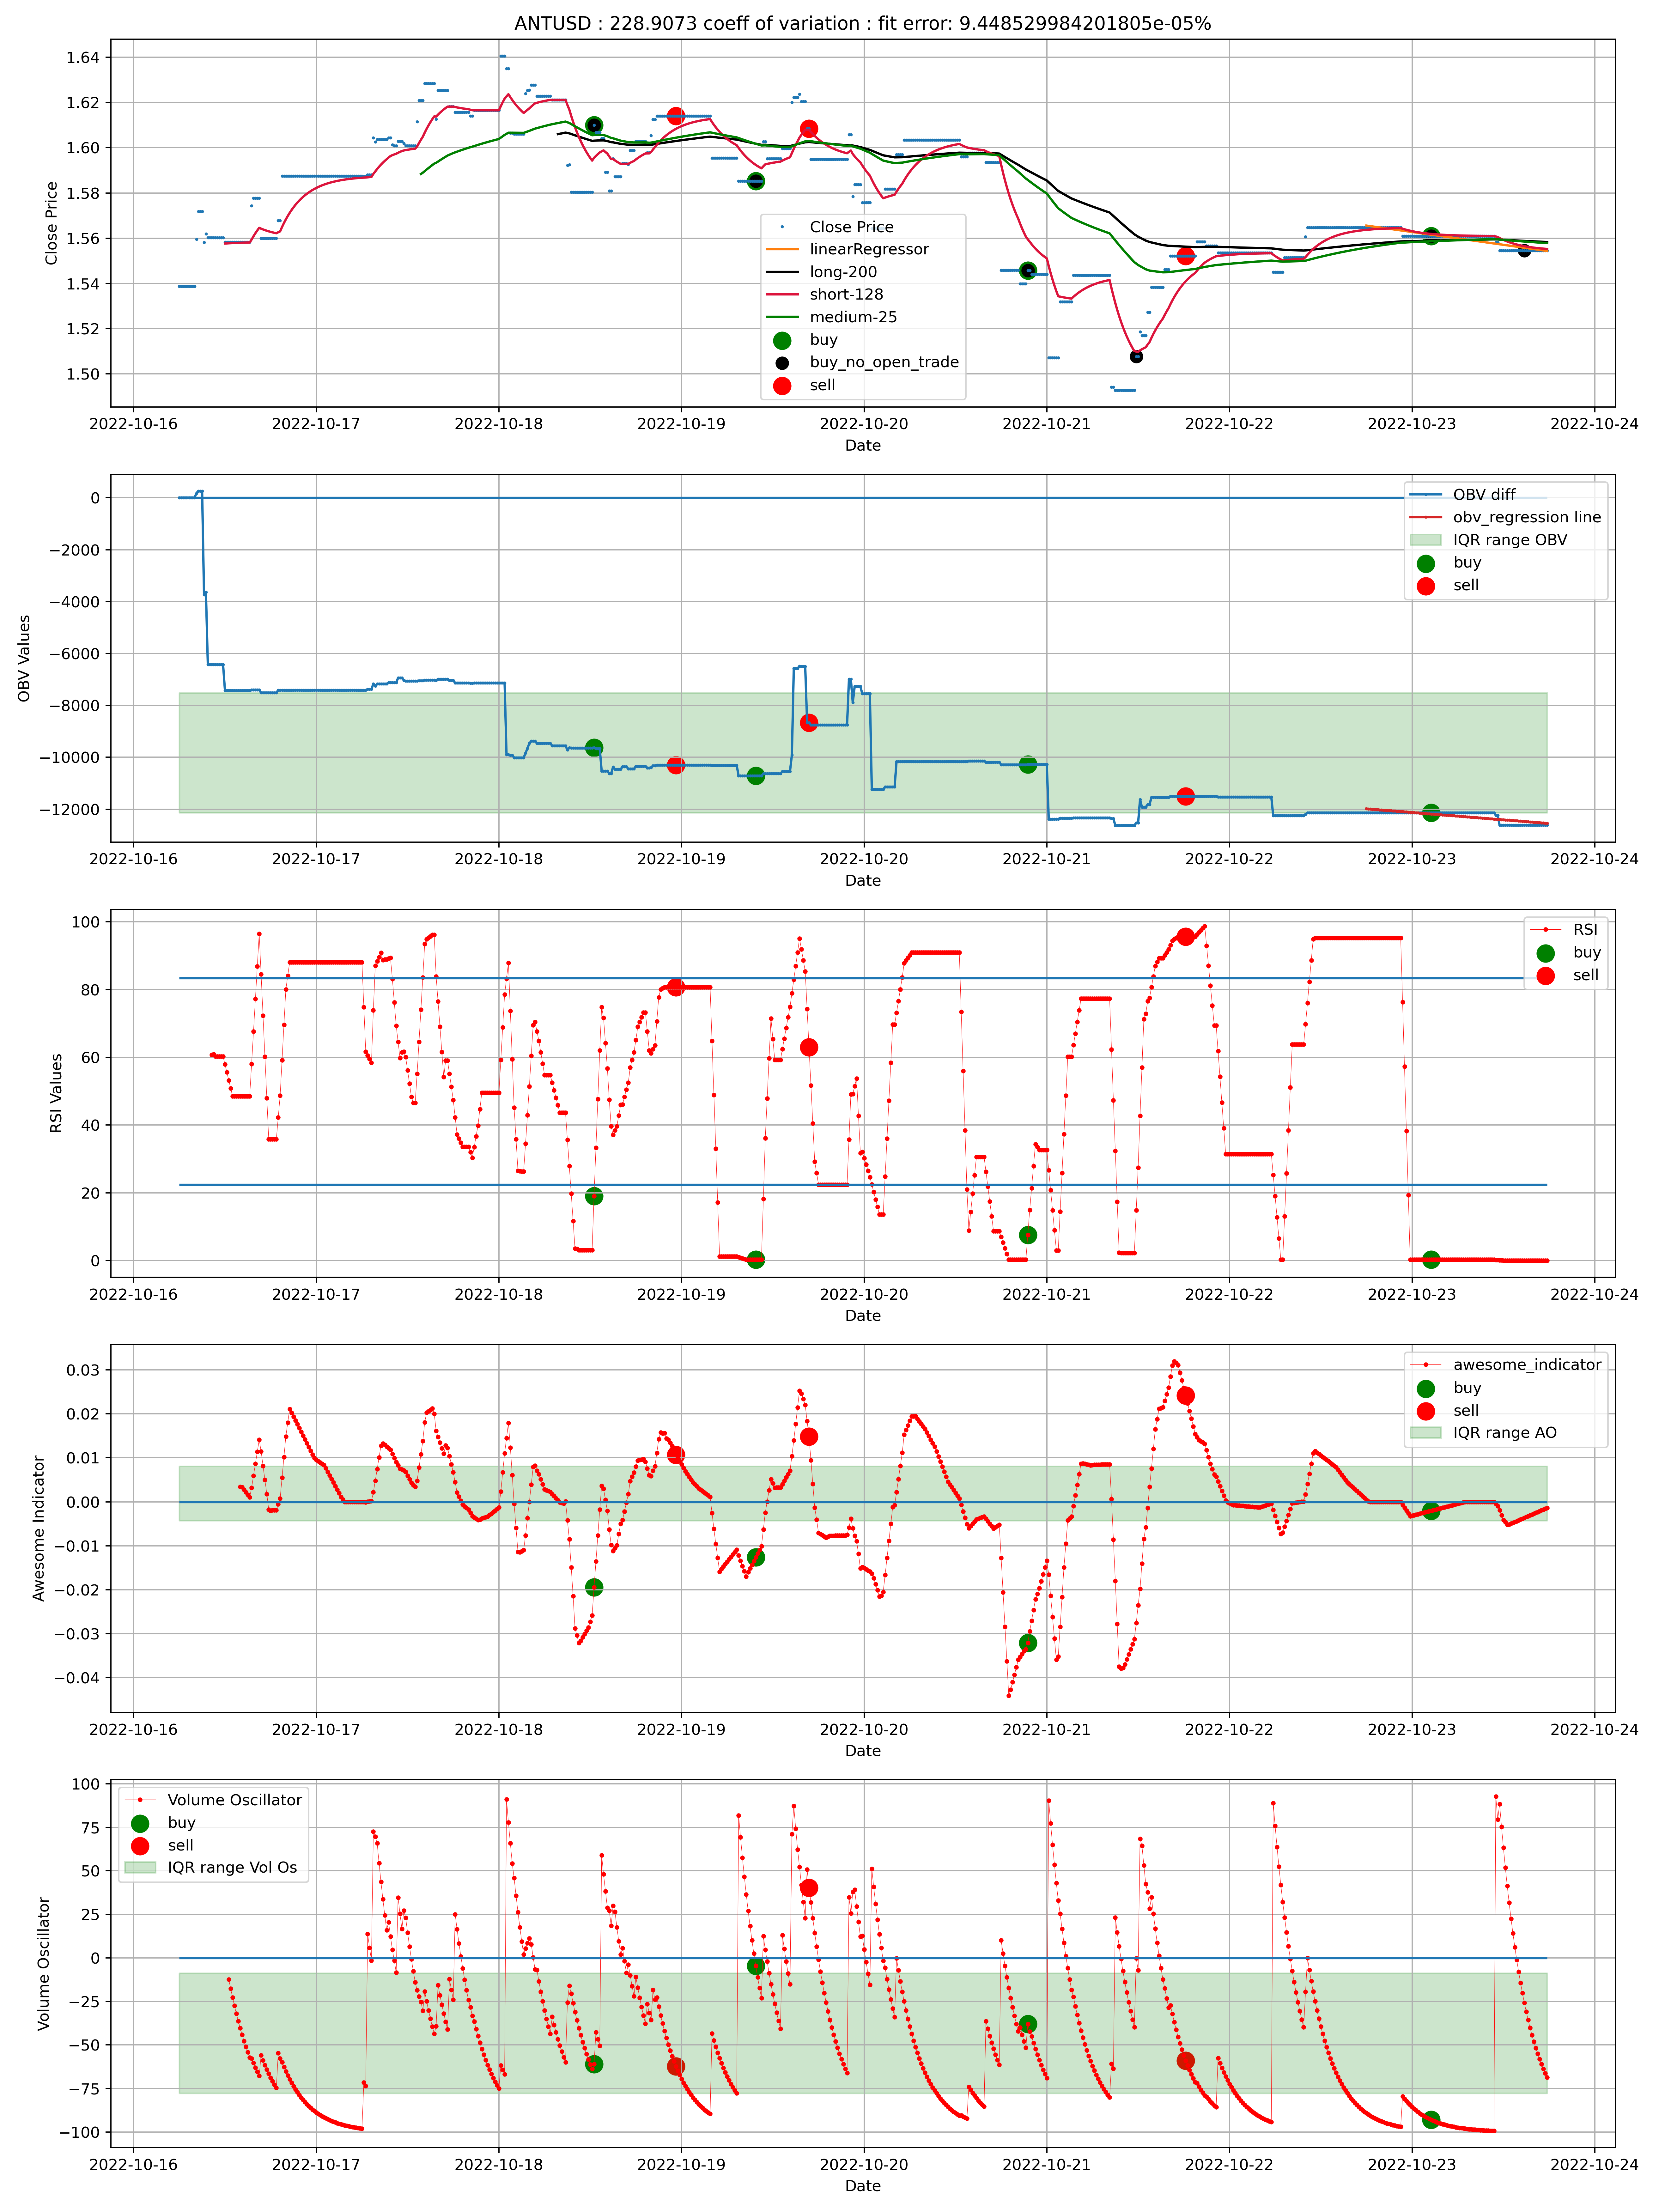 ANTUSD : 228.9073 coeff of variation : fit error: 9.448529984201805e-05%
1.64
1.62
1.60
1.58
1.56
1.54
1.52
1.50
Close Price
Close Price
linearRegressor
long-200
short-128
medium-25
buy
buy_no_open_trade
sell
2022-10-16 2022-10-17 2022-10-18 2022-10-19 2022-10-20 2022-10-21 2022-10-22 2022-10-23 2022-10-24
Date
0
−2000
−4000
−6000
−8000
−10000
−12000
OBV Values
OBV diff
obv_regression line
IQR range OBV
buy
sell
2022-10-16 2022-10-17 2022-10-18 2022-10-19 2022-10-20 2022-10-21 2022-10-22 2022-10-23 2022-10-24
Date
100
80
60
40
20
0
RSI Values
RSI
buy
sell
2022-10-16 2022-10-17 2022-10-18 2022-10-19 2022-10-20 2022-10-21 2022-10-22 2022-10-23 2022-10-24
Date
0.03
0.02
0.01
0.00
−0.01
−0.02
−0.03
−0.04
Awesome Indicator
awesome_indicator
buy
sell
IQR range AO
2022-10-16 2022-10-17 2022-10-18 2022-10-19 2022-10-20 2022-10-21 2022-10-22 2022-10-23 2022-10-24
Date
100
75
50
25
0
−25
−50
−75
−100
Volume Oscillator
Volume Oscillator
buy
sell
IQR range Vol Os
2022-10-16 2022-10-17 2022-10-18 2022-10-19 2022-10-20 2022-10-21 2022-10-22 2022-10-23 2022-10-24
Date